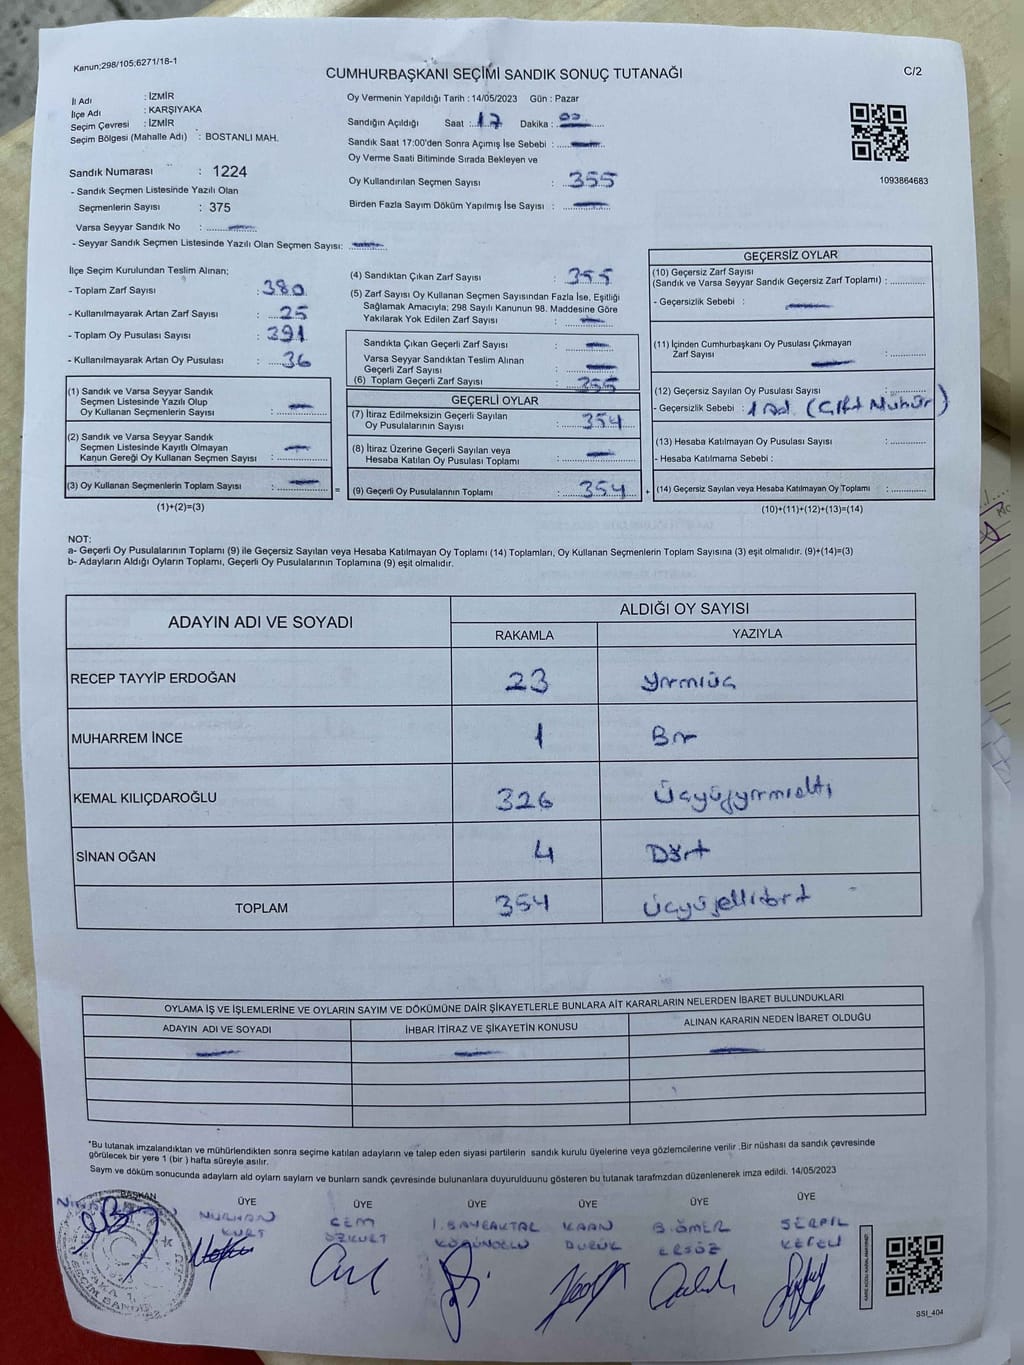 Kanun;298/105;6271/18-1
CUMHURBAŞKANI SEÇİMİ SANDIK SONUÇ TUTANAĞI
C/2
İl Adı : İZMİR
İlçe Adı : KARŞIYAKA
Seçim Çevresi : İZMİR
Seçim Bölgesi (Mahalle Adı) : BOSTANLI MAH.
Sandık Numarası : 1224
- Sandık Seçmen Listesinde Yazılı Olan
Seçmenlerin Sayısı : 375
Varsa Seyyar Sandık No :
- Seyyar Sandık Seçmen Listesinde Yazılı Olan Seçmen Sayısı:
Oy Vermenin Yapıldığı Tarih : 14/05/2023 Gün : Pazar
Sandığın Açıldığı Saat : 17 Dakika : 00
Sandık Saat 17:00'den Sonra Açımış İse Sebebi :
Oy Verme Saati Bitiminde Sırada Bekleyen ve
Oy Kullandırılan Seçmen Sayısı : 355
Birden Fazla Sayım Döküm Yapılmış İse Sayısı :
1093864683
İlçe Seçim Kurulundan Teslim Alınan;
- Toplam Zarf Sayısı : 380
- Kullanılmayarak Artan Zarf Sayısı : 25
- Toplam Oy Pusulası Sayısı : 391
- Kullanılmayarak Artan Oy Pusulası : 36
(1) Sandık ve Varsa Seyyar Sandık
Seçmen Listesinde Yazılı Olup
Oy Kullanan Seçmenlerin Sayısı :
(2) Sandık ve Varsa Seyyar Sandık
Seçmen Listesinde Kayıtlı Olmayan
Kanun Gereği Oy Kullanan Seçmen Sayısı :
(3) Oy Kullanan Seçmenlerin Toplam Sayısı : =
(1)+(2)=(3)
(4) Sandıktan Çıkan Zarf Sayısı : 355
(5) Zarf Sayısı Oy Kullanan Seçmen Sayısından Fazla İse, Eşitliği
Sağlamak Amacıyla; 298 Sayılı Kanunun 98. Maddesine Göre
Yakılarak Yok Edilen Zarf Sayısı :
Sandıkta Çıkan Geçerli Zarf Sayısı :
Varsa Seyyar Sandıktan Teslim Alınan
Geçerli Zarf Sayısı :
(6) Toplam Geçerli Zarf Sayısı : 355
GEÇERLİ OYLAR
(7) İtiraz Edilmeksizin Geçerli Sayılan
Oy Pusulalarının Sayısı : 354
(8) İtiraz Üzerine Geçerli Sayılan veya
Hesaba Katılan Oy Pusulası Toplamı :
(9) Geçerli Oy Pusulalarının Toplamı : 354 +
GEÇERSİZ OYLAR
(10) Geçersiz Zarf Sayısı
(Sandık ve Varsa Seyyar Sandık Geçersiz Zarf Toplamı) :
- Geçersizlik Sebebi :
(11) İçinden Cumhurbaşkanı Oy Pusulası Çıkmayan
Zarf Sayısı :
(12) Geçersiz Sayılan Oy Pusulası Sayısı :
- Geçersizlik Sebebi : 1 Ad. (Çift Mühür)
(13) Hesaba Katılmayan Oy Pusulası Sayısı :
- Hesaba Katılmama Sebebi :
(14) Geçersiz Sayılan veya Hesaba Katılmayan Oy Toplamı :
(10)+(11)+(12)+(13)=(14)
NOT:
a- Geçerli Oy Pusulalarının Toplamı (9) ile Geçersiz Sayılan veya Hesaba Katılmayan Oy Toplamı (14) Toplamları, Oy Kullanan Seçmenlerin Toplam Sayısına (3) eşit olmalıdır. (9)+(14)=(3)
b- Adayların Aldığı Oyların Toplamı, Geçerli Oy Pusulalarının Toplamına (9) eşit olmalıdır.
ADAYIN ADI VE SOYADI
ALDIĞI OY SAYISI
RAKAMLA YAZIYLA
RECEP TAYYİP ERDOĞAN 23 yirmiüç
MUHARREM İNCE 1 Bir
KEMAL KILIÇDAROĞLU 326 Üçyüzyirmialtı
SİNAN OĞAN 4 Dört
TOPLAM 354 Üçyüzellidört
OYLAMA İŞ VE İŞLEMLERİNE VE OYLARIN SAYIM VE DÖKÜMÜNE DAİR ŞİKAYETLERLE BUNLARA AİT KARARLARIN NELERDEN İBARET BULUNDUKLARI
ADAYIN ADI VE SOYADI İHBAR İTİRAZ VE ŞİKAYETİN KONUSU ALINAN KARARIN NEDEN İBARET OLDUĞU
*Bu tutanak imzalandıktan ve mühürlendikten sonra seçime katılan adayların ve talep eden siyasi partilerin sandık kurulu üyelerine veya gözlemcilerine verilir .Bir nüshası da sandık çevresinde
görülecek bir yere 1 (bir ) hafta süreyle asılır.
Sayım ve döküm sonucunda adaylarn ald oylarn saylarn ve bunlarn sandk çevresinde bulunanlara duyurulduunu gösteren bu tutanak tarafmzdan düzenlenerek imza edildi. 14/05/2023
BAŞKAN ÜYE ÜYE ÜYE ÜYE ÜYE ÜYE
NURHAN CEM İ. BAYRAKTAR KAAN B. ÖMER SERPİL
KURT ÖZKURT DURUK ERSÖZ KEFELİ
SSI_404